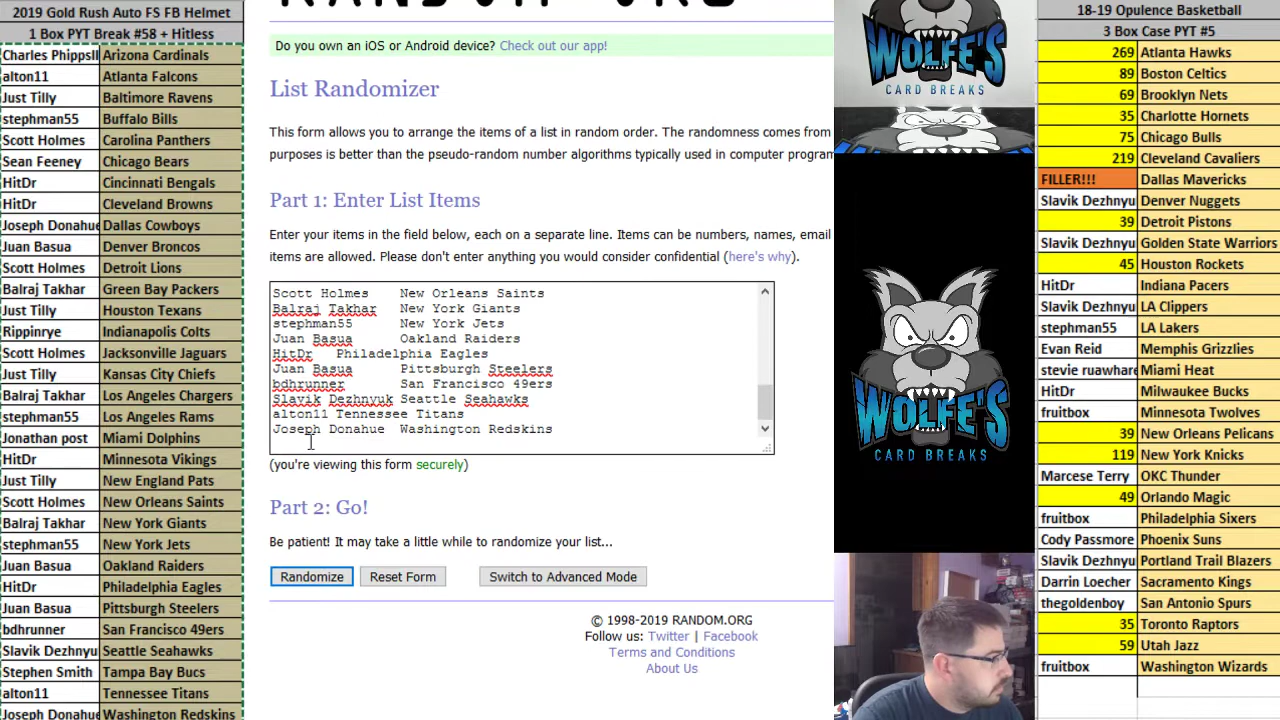 2019 Gold Rush Auto FS FB Helmet
1 Box PYT Break #58 + Hitless
Charles Phippsll Arizona Cardinals
alton11 Atlanta Falcons
Just Tilly Baltimore Ravens
stephman55 Buffalo Bills
Scott Holmes Carolina Panthers
Sean Feeney Chicago Bears
HitDr Cincinnati Bengals
HitDr Cleveland Browns
Joseph Donahue Dallas Cowboys
Juan Basua Denver Broncos
Scott Holmes Detroit Lions
Balraj Takhar Green Bay Packers
Just Tilly Houston Texans
Rippinrye Indianapolis Colts
Scott Holmes Jacksonville Jaguars
Just Tilly Kansas City Chiefs
Balraj Takhar Los Angeles Chargers
stephman55 Los Angeles Rams
Jonathan post Miami Dolphins
HitDr Minnesota Vikings
Just Tilly New England Pats
Scott Holmes New Orleans Saints
Balraj Takhar New York Giants
stephman55 New York Jets
Juan Basua Oakland Raiders
HitDr Philadelphia Eagles
Juan Basua Pittsburgh Steelers
bdhrunner San Francisco 49ers
Slavik Dezhnyu Seattle Seahawks
Stephen Smith Tampa Bay Bucs
alton11 Tennessee Titans
Joseph Donahue Washington Redskins
RANDOM.ORG
Do you own an iOS or Android device? Check out our app!
List Randomizer
This form allows you to arrange the items of a list in random order. The randomness comes from
purposes is better than the pseudo-random number algorithms typically used in computer program
Part 1: Enter List Items
Enter your items in the field below, each on a separate line. Items can be numbers, names, email
items are allowed. Please don't enter anything you would consider confidential (here's why).
Scott Holmes New Orleans Saints
Balraj Takhar New York Giants
stephman55 New York Jets
Juan Basua Oakland Raiders
HitDr Philadelphia Eagles
Juan Basua Pittsburgh Steelers
bdhrunner San Francisco 49ers
Slavik Dezhnyuk Seattle Seahawks
alton11 Tennessee Titans
Joseph Donahue Washington Redskins
(you're viewing this form securely)
Part 2: Go!
Be patient! It may take a little while to randomize your list...
Randomize Reset Form Switch to Advanced Mode
© 1998-2019 RANDOM.ORG
Follow us: Twitter | Facebook
Terms and Conditions
About Us
WOLFE'S
CARD BREAKS
WOLFE'S
CARD BREAKS
18-19 Opulence Basketball
3 Box Case PYT #5
269 Atlanta Hawks
89 Boston Celtics
69 Brooklyn Nets
35 Charlotte Hornets
75 Chicago Bulls
219 Cleveland Cavaliers
FILLER!!! Dallas Mavericks
Slavik Dezhnyu Denver Nuggets
39 Detroit Pistons
Slavik Dezhnyu Golden State Warriors
45 Houston Rockets
HitDr Indiana Pacers
Slavik Dezhnyu LA Clippers
stephman55 LA Lakers
Evan Reid Memphis Grizzlies
stevie ruawhare Miami Heat
HitDr Milwaukee Bucks
fruitbox Minnesota Twolves
39 New Orleans Pelicans
119 New York Knicks
Marcese Terry OKC Thunder
49 Orlando Magic
fruitbox Philadelphia Sixers
Cody Passmore Phoenix Suns
Slavik Dezhnyu Portland Trail Blazers
Darrin Loecher Sacramento Kings
thegoldenboy San Antonio Spurs
35 Toronto Raptors
59 Utah Jazz
fruitbox Washington Wizards